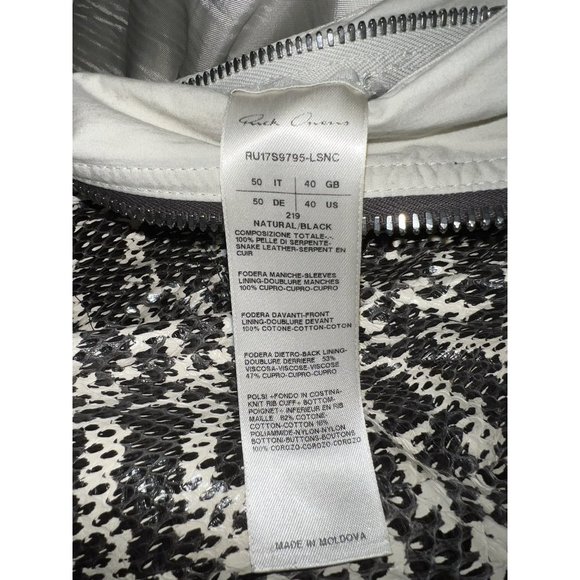 Rick Owens
RU17S9795-LSNC
50 IT 40 GB
50 DE 40 US
219
NATURAL/BLACK
COMPOSIZIONE TOTALE-.-.
100% PELLE DI SERPENTE-
SNAKE LEATHER-SERPENT EN
CUIR
FODERA MANICHE-SLEEVES
LINING-DOUBLURE MANCHES
100% CUPRO-CUPRO-CUPRO
FODERA DAVANTI-FRONT
LINING-DOUBLURE DEVANT
100% COTONE-COTTON-COTON
FODERA DIETRO-BACK LINING-
DOUBLURE DERRIERE 53%
VISCOSA-VISCOSE-VISCOSE
47% CUPRO-CUPRO-CUPRO
POLSI +FONDO IN COSTINA-
KNIT RIB CUFF+ BOTTOM-
POIGNET+ INFERIEUR EN RIB
MAILLE 82% COTONE-
COTTON-COTTON 18%
POLIAMMIDE-NYLON-NYLON
BOTTONI-BUTTONS-BOUTONS
100% COROZO-COROZO-COROZO
MADE IN MOLDOVA